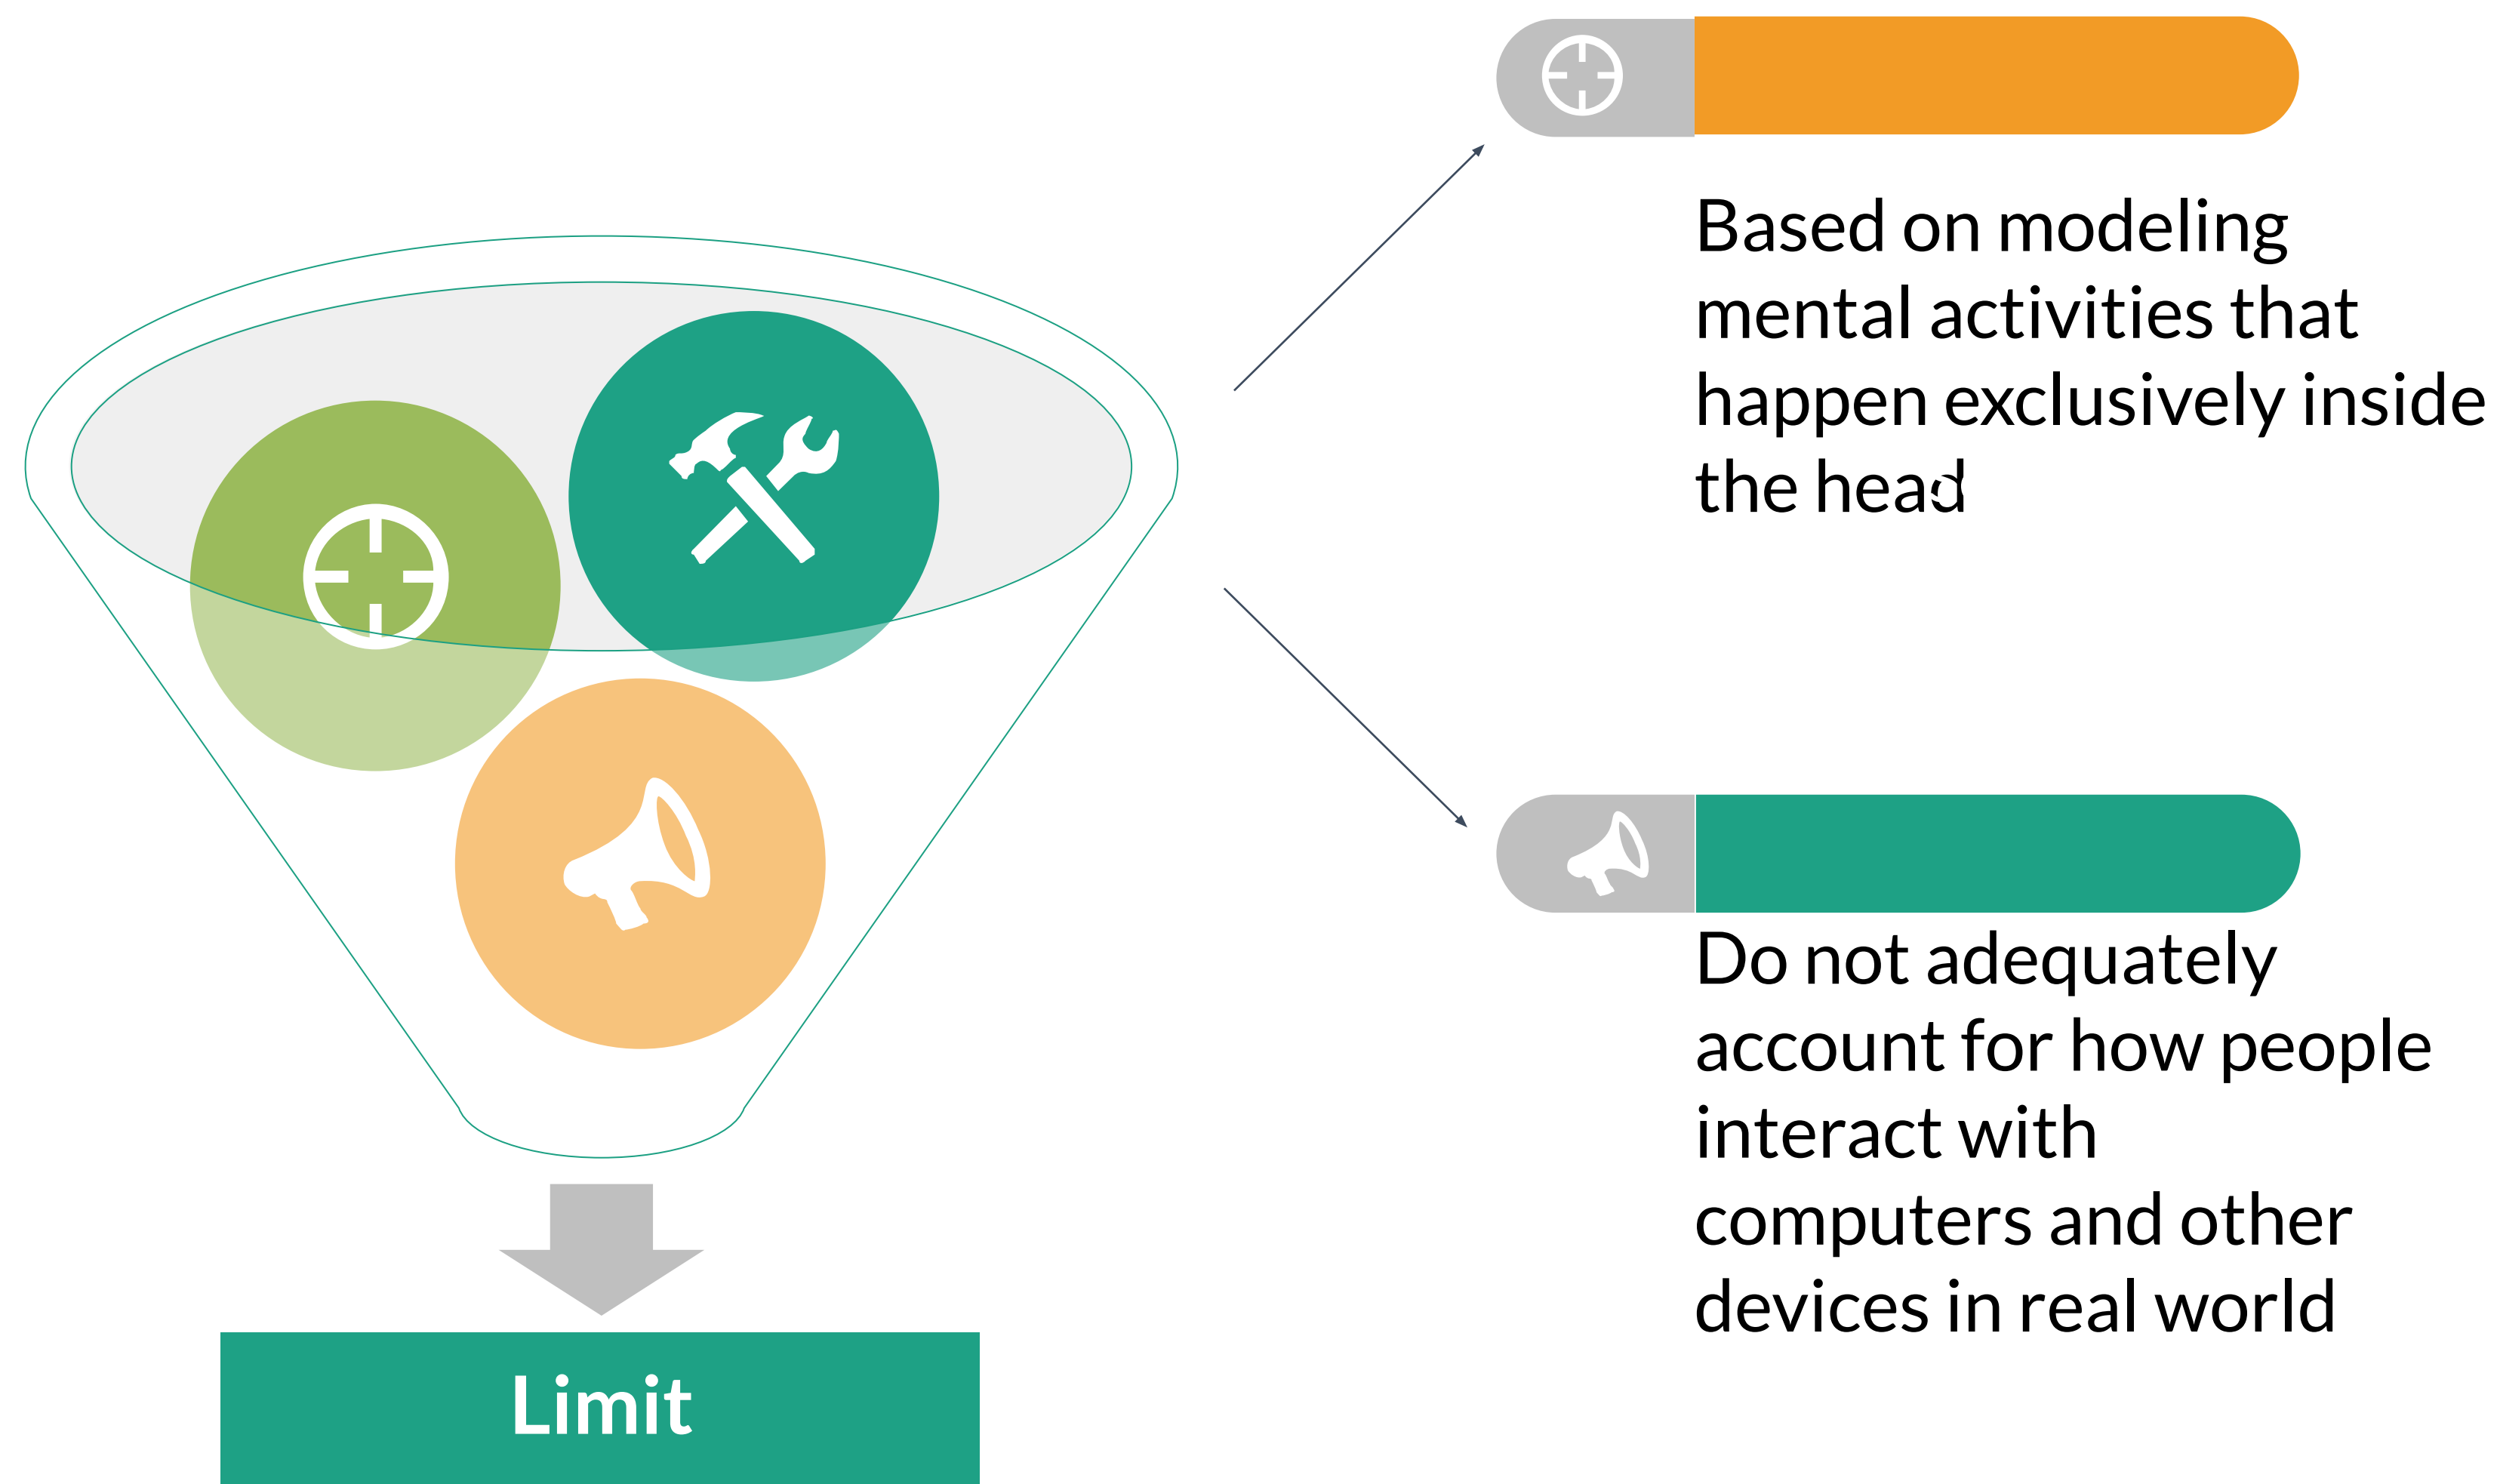 Based on modeling
mental activities that
happen exclusively inside
the head
Do not adequately
account for how people
interact with
computers and other
devices in real world
Limit